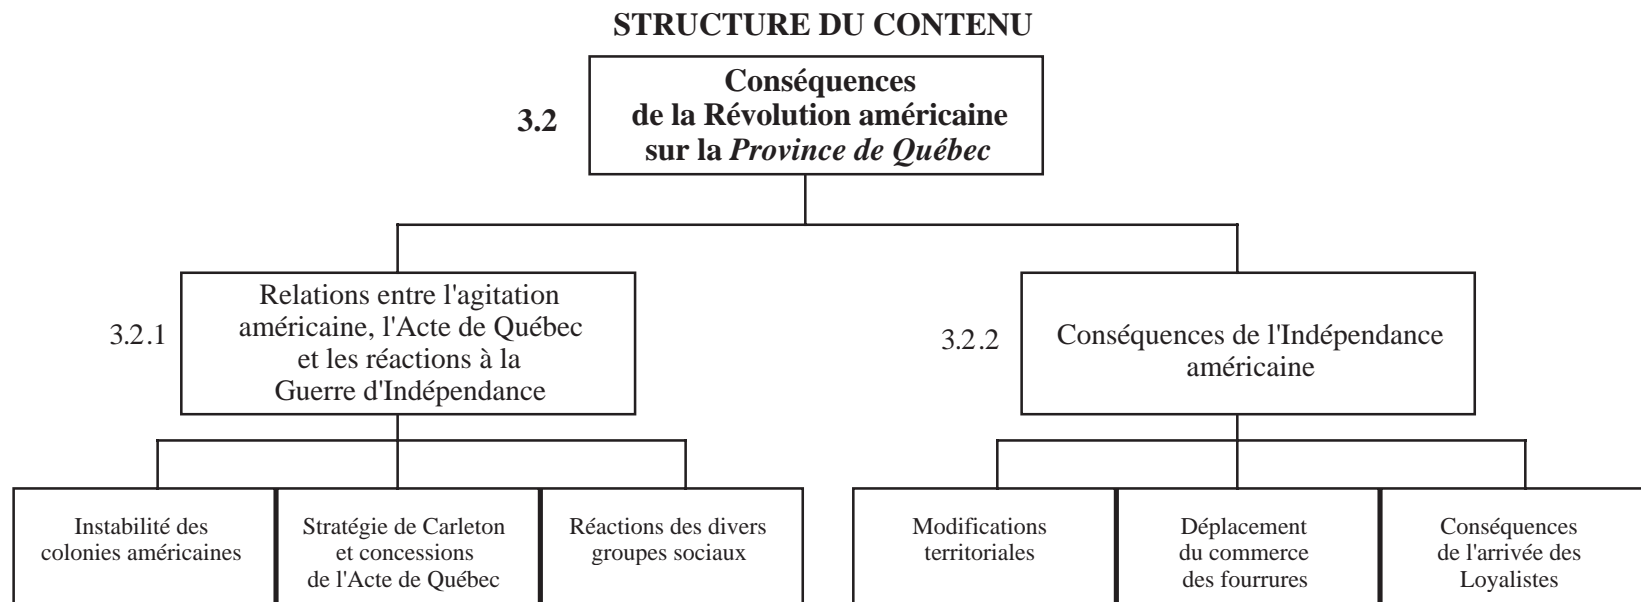 STRUCTURE DU CONTENU
3.2
Conséquences
de la Révolution américaine
sur la Province de Québec
3.2.1
Relations entre l'agitation
américaine, l'Acte de Québec
et les réactions à la
Guerre d'Indépendance
3.2.2
Conséquences de l'Indépendance
américaine
Instabilité des
colonies américaines
Stratégie de Carleton
et concessions
de l'Acte de Québec
Réactions des divers
groupes sociaux
Modifications
territoriales
Déplacement
du commerce
des fourrures
Conséquences
de l'arrivée des
Loyalistes